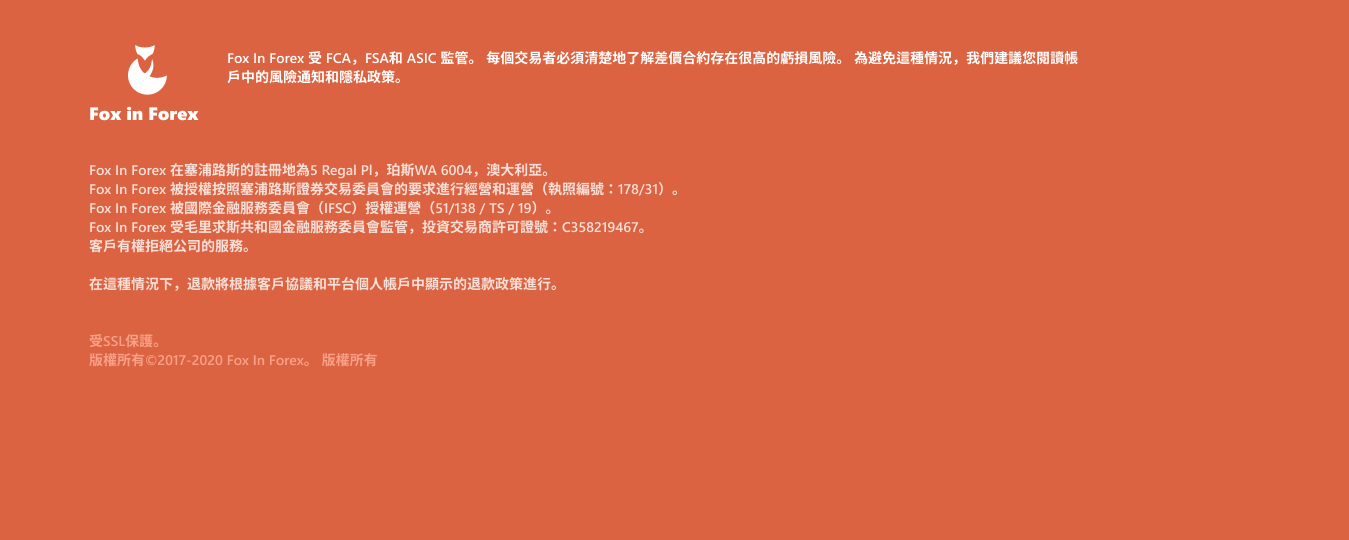 Fox In Forex 受 FCA，FSA和 ASIC 監管。 每個交易者必須清楚地了解差價合約存在很高的虧損風險。 為避免這種情況，我們建議您閱讀帳
戶中的風險通知和隱私政策。
Fox in Forex
Fox In Forex 在塞浦路斯的註冊地為5 Regal Pl，珀斯WA 6004，澳大利亞。
Fox In Forex 被授權按照塞浦路斯證券交易委員會的要求進行經營和運營（執照編號：178/31）。
Fox In Forex 被國際金融服務委員會（IFSC）授權運營（51/138 / TS / 19）。
Fox In Forex 受毛里求斯共和國金融服務委員會監管，投資交易商許可證號：C358219467。
客戶有權拒絕公司的服務。
在這種情況下，退款將根據客戶協議和平台個人帳戶中顯示的退款政策進行。
受SSL保護。
版權所有©2017-2020 Fox In Forex。 版權所有